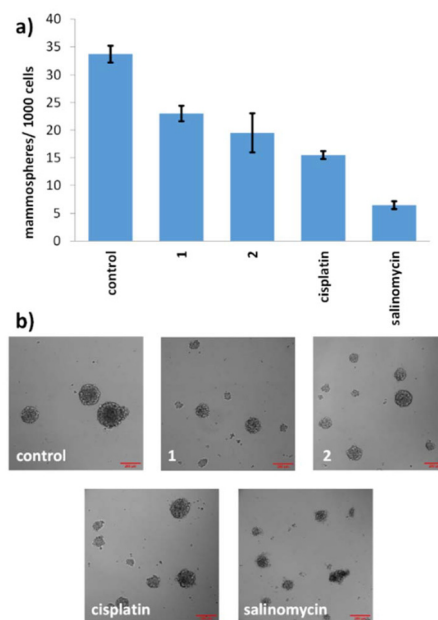 a)
mammospheres/ 1000 cells
40
35
30
25
20
15
10
5
0
control
1
2
cisplatin
salinomycin
b)
control
1
2
cisplatin
salinomycin